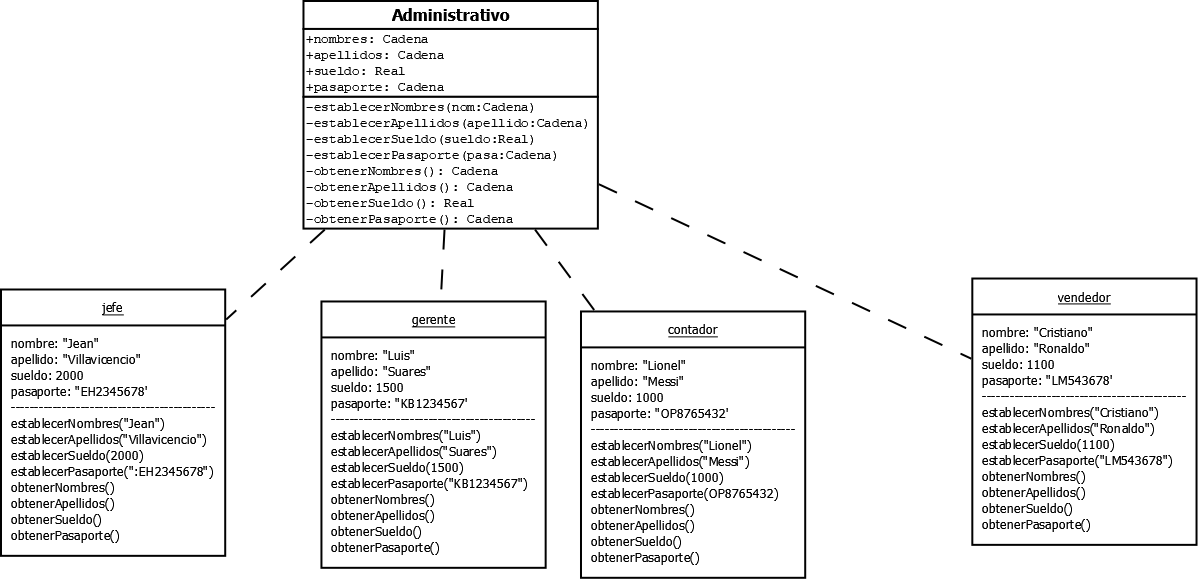 Administrativo
+nombres: Cadena
+apellidos: Cadena
+sueldo: Real
+pasaporte: Cadena
-establecerNombres(nom:Cadena)
-establecerApellidos(apellido:Cadena)
-establecerSueldo(sueldo:Real)
-establecerPasaporte(pasa:Cadena)
-obtenerNombres(): Cadena
-obtenerApellidos(): Cadena
-obtenerSueldo(): Real
-obtenerPasaporte(): Cadena
jefe
nombre: "Jean"
apellido: "Villavicencio"
sueldo: 2000
pasaporte: "EH2345678'
establecerNombres("Jean")
establecerApellidos("Villavicencio")
establecerSueldo(2000)
establecerPasaporte(":EH2345678")
obtenerNombres()
obtenerApellidos()
obtenerSueldo()
obtenerPasaporte()
gerente
nombre: "Luis"
apellido: "Suares"
sueldo: 1500
pasaporte: "KB1234567'
establecerNombres("Luis")
establecerApellidos("Suares")
establecerSueldo(1500)
establecerPasaporte("KB1234567")
obtenerNombres()
obtenerApellidos()
obtenerSueldo()
obtenerPasaporte()
contador
nombre: "Lionel"
apellido: "Messi"
sueldo: 1000
pasaporte: "OP8765432'
establecerNombres("Lionel")
establecerApellidos("Messi")
establecerSueldo(1000)
establecerPasaporte(OP8765432)
obtenerNombres()
obtenerApellidos()
obtenerSueldo()
obtenerPasaporte()
vendedor
nombre: "Cristiano"
apellido: "Ronaldo"
sueldo: 1100
pasaporte: "LM543678'
establecerNombres("Cristiano")
establecerApellidos("Ronaldo")
establecerSueldo(1100)
establecerPasaporte("LM543678")
obtenerNombres()
obtenerApellidos()
obtenerSueldo()
obtenerPasaporte()